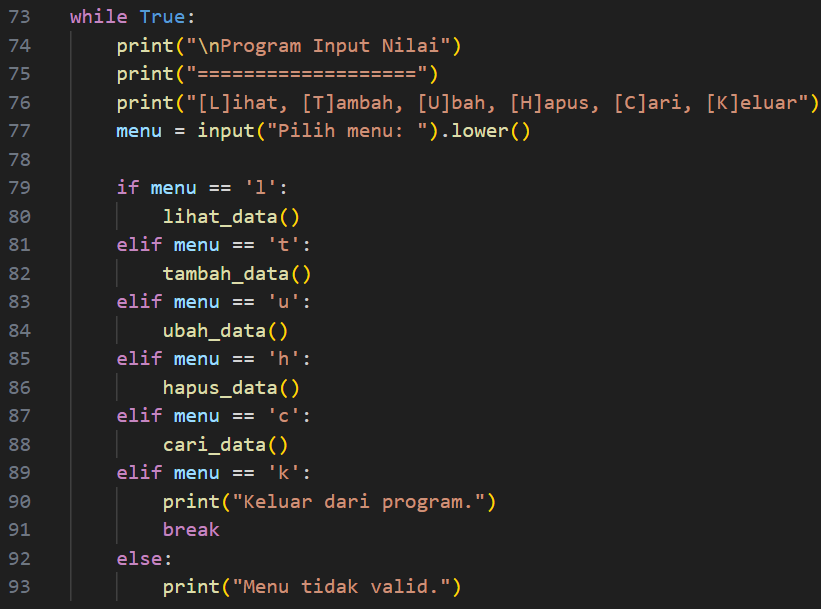 73 while True:
74     print("\nProgram Input Nilai")
75     print("===================")
76     print("[L]ihat, [T]ambah, [U]bah, [H]apus, [C]ari, [K]eluar")
77     menu = input("Pilih menu: ").lower()
78
79     if menu == 'l':
80         lihat_data()
81     elif menu == 't':
82         tambah_data()
83     elif menu == 'u':
84         ubah_data()
85     elif menu == 'h':
86         hapus_data()
87     elif menu == 'c':
88         cari_data()
89     elif menu == 'k':
90         print("Keluar dari program.")
91         break
92     else:
93         print("Menu tidak valid.")